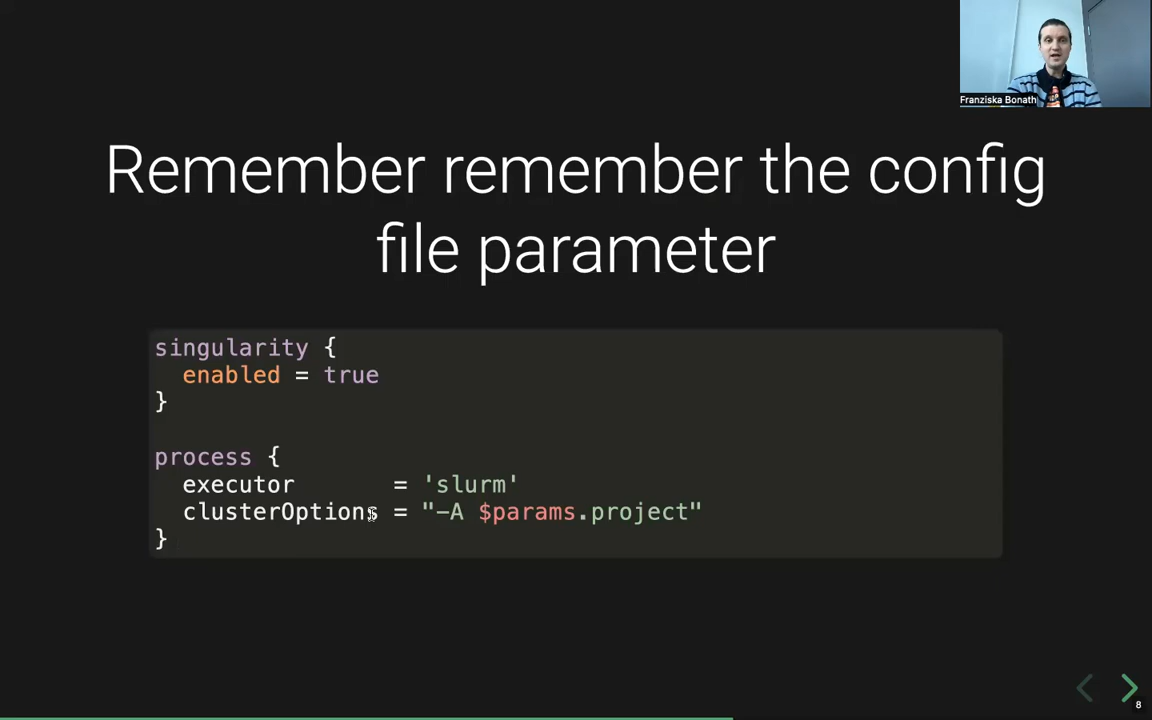 Franziska Bonath
Remember remember the config
file parameter
singularity {
  enabled = true
}
process {
  executor       = 'slurm'
  clusterOptions = "-A $params.project"
}
8